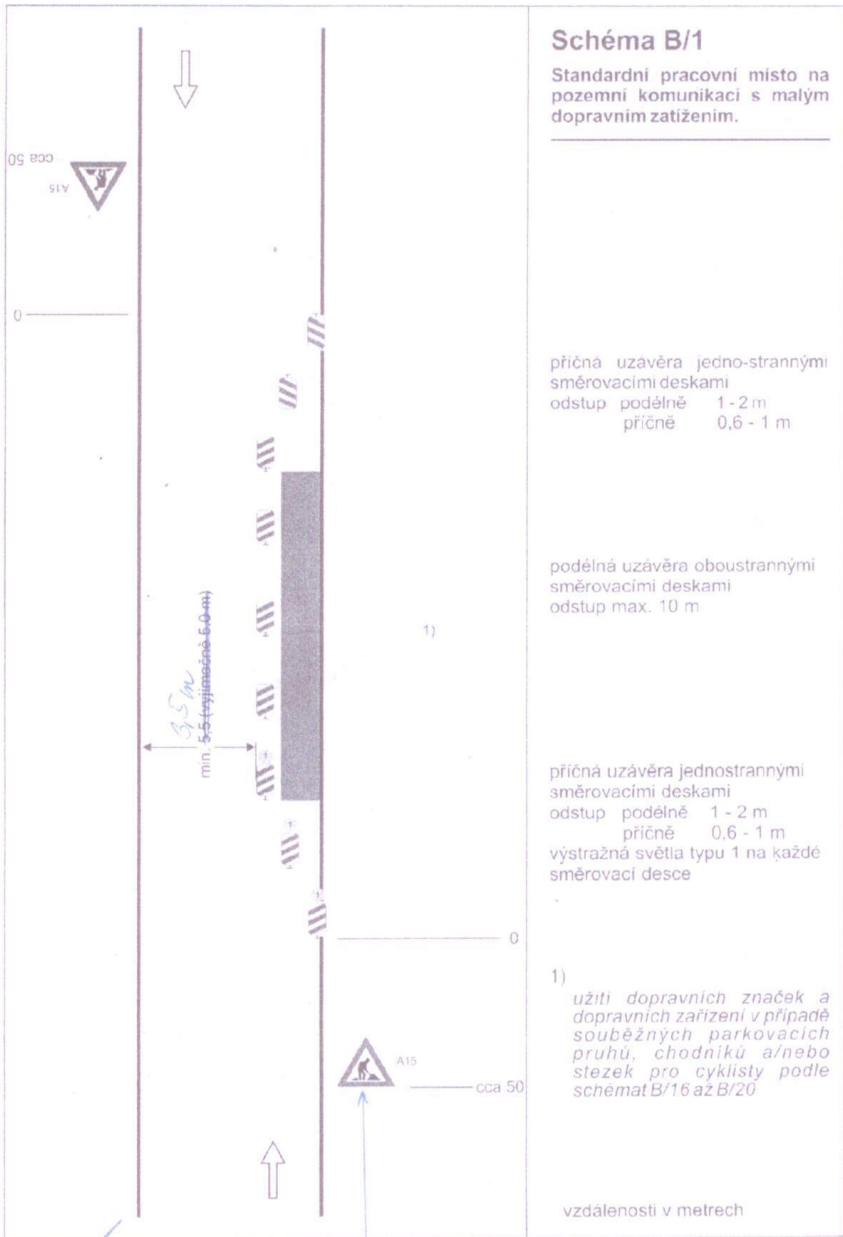 Schéma B/1
Standardní pracovní místo na
pozemní komunikaci s malým
dopravním zatížením.
cca 50
A15
0
příčná uzávěra jedno-strannými
směrovacími deskami
odstup podélně 1 - 2 m
příčně 0,6 - 1 m
podélná uzávěra oboustrannými
směrovacími deskami
odstup max. 10 m
1)
3,5 m
min. 5,5 (výjimečně 5,0 m)
příčná uzávěra jednostrannými
směrovacími deskami
odstup podélně 1 - 2 m
příčně 0,6 - 1 m
výstražná světla typu 1 na každé
směrovací desce
0
1)
užití dopravních značek a
dopravních zařízení v případě
souběžných parkovacích
pruhů, chodníků a/nebo
stezek pro cyklisty podle
schémat B/16 až B/20
A15
cca 50
vzdálenosti v metrech